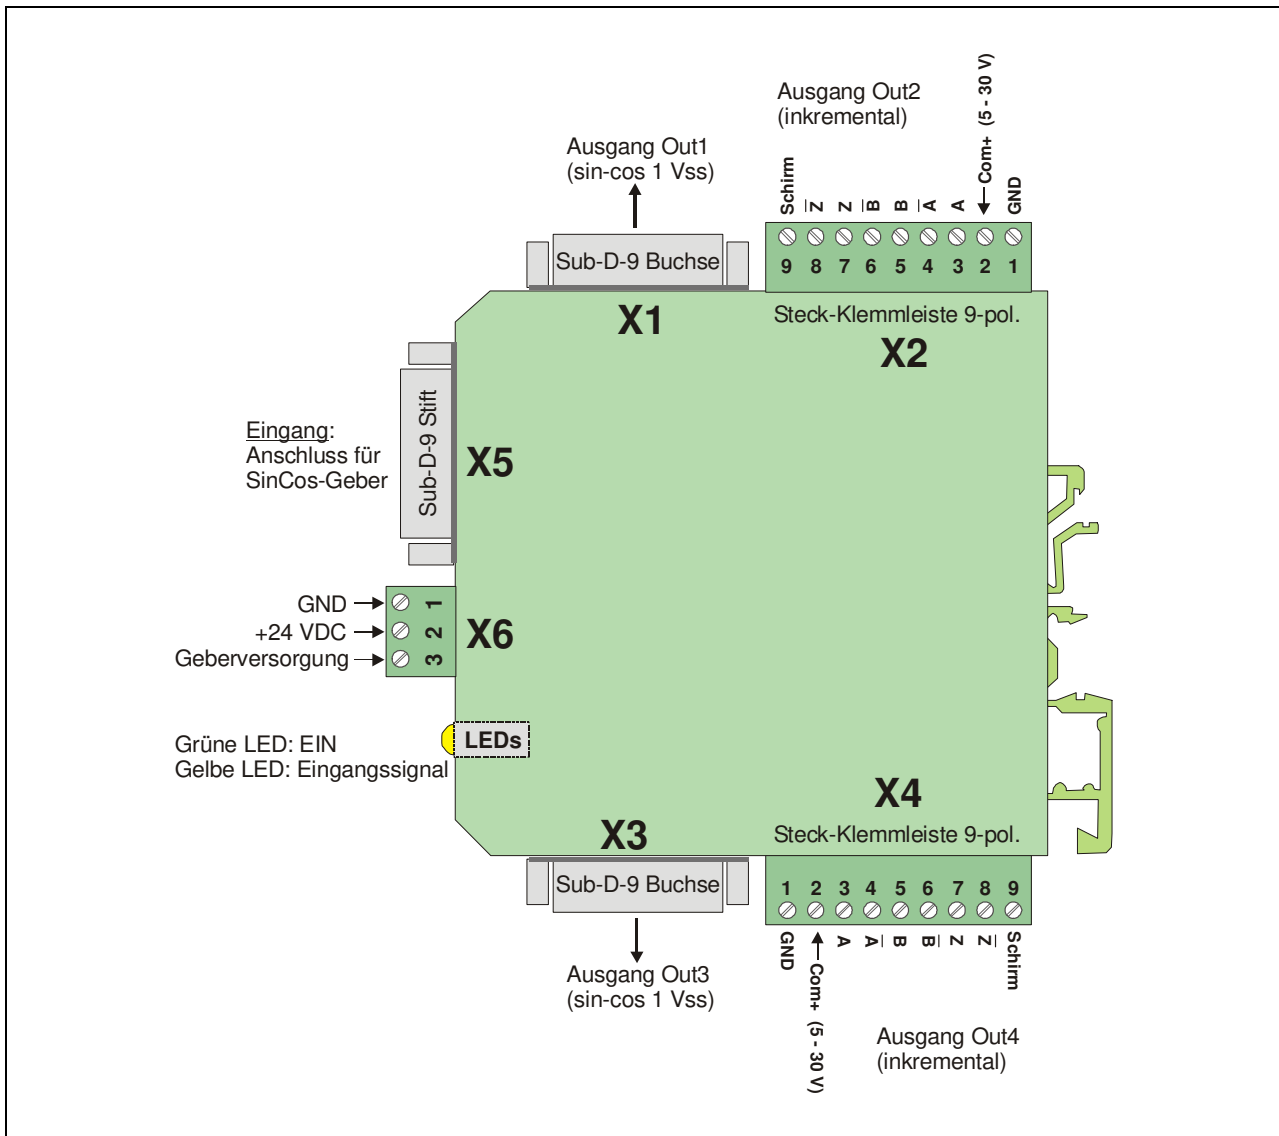 Ausgang Out2
(inkremental)
Ausgang Out1
(sin-cos 1 Vss)
Schirm
Z̅
Z
B̅
B
A̅
A
Com+ (5 - 30 V)
GND
Sub-D-9 Buchse
9 8 7 6 5 4 3 2 1
X1
Steck-Klemmleiste 9-pol.
X2
Sub-D-9 Stift
X5
Eingang:
Anschluss für
SinCos-Geber
GND
+24 VDC
Geberversorgung
1
2
3
X6
LEDs
Grüne LED: EIN
Gelbe LED: Eingangssignal
X4
Steck-Klemmleiste 9-pol.
X3
Sub-D-9 Buchse
1 2 3 4 5 6 7 8 9
GND
Com+ (5 - 30 V)
A
A̅
B
B̅
Z
Z̅
Schirm
Ausgang Out3
(sin-cos 1 Vss)
Ausgang Out4
(inkremental)